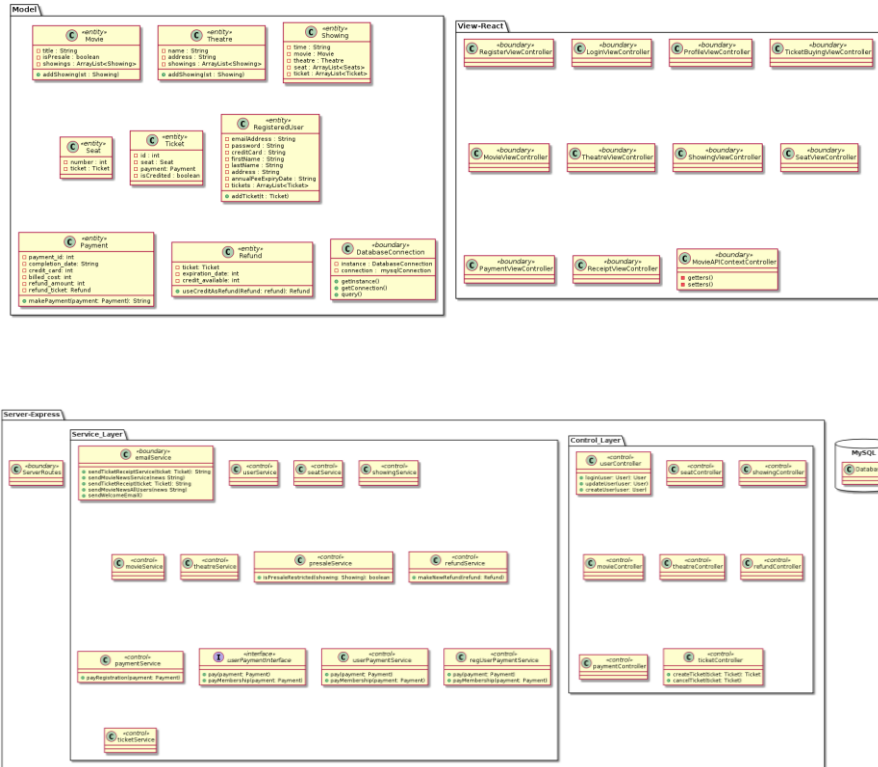 Model
«entity»
Movie
title : String
isPresale : boolean
showings : ArrayList<Showing>
addShowing(st : Showing)
«entity»
Theatre
name : String
address : String
showings : ArrayList<Showing>
addShowing(st : Showing)
«entity»
Showing
time : String
movie : Movie
theatre : Theatre
seat : ArrayList<Seats>
ticket : ArrayList<Ticket>
«entity»
Seat
number : int
ticket : Ticket
«entity»
Ticket
id : int
seat : Seat
payment: Payment
isCredited : boolean
«entity»
RegisteredUser
emailAddress : String
password : String
creditCard : String
firstName : String
lastName : String
address : String
annualFeeExpiryDate : String
tickets : ArrayList<Ticket>
addTicket(t : Ticket)
«entity»
Payment
payment_id: int
completion_date: String
credit_card: int
billed_cost: int
refund_amount: int
refund_ticket: Refund
makePayment(payment: Payment): String
«entity»
Refund
ticket: Ticket
expiration_date: int
credit_available: int
useCreditAsRefund(Refund: refund): Refund
«boundary»
DatabaseConnection
instance : DatabaseConnection
connection : mysqlConnection
getInstance()
getConnection()
query()
View-React
«boundary»
RegisterViewController
«boundary»
LoginViewController
«boundary»
ProfileViewController
«boundary»
TicketBuyingViewController
«boundary»
MovieViewController
«boundary»
TheatreViewController
«boundary»
ShowingViewController
«boundary»
SeatViewController
«boundary»
PaymentViewController
«boundary»
ReceiptViewController
«boundary»
MovieAPIContextController
getters()
setters()
Server-Express
«boundary»
ServerRoutes
Service_Layer
«boundary»
emailService
sendTicketReceiptService(ticket: Ticket): String
sendMovieNewsService(news String)
sendTicketReceipt(ticket: Ticket): String
sendMovieNewsAllUsers(news String)
sendWelcome(email)
«control»
userService
«control»
seatService
«control»
showingService
«control»
movieService
«control»
theatreService
«control»
presaleService
isPresaleRestricted(showing: Showing): boolean
«control»
refundService
makeNewRefund(refund: Refund)
«control»
paymentService
payRegistration(payment: Payment)
«interface»
userPaymentInterface
pay(payment: Payment)
payMembership(payment: Payment)
«control»
userPaymentService
pay(payment: Payment)
payMembership(payment: Payment)
«control»
regUserPaymentService
pay(payment: Payment)
payMembership(payment: Payment)
«control»
ticketService
Control_Layer
«control»
userController
login(user: User): User
updateUser(user: User)
createUser(user: User)
«control»
seatController
«control»
showingController
«control»
movieController
«control»
theatreController
«control»
refundController
«control»
paymentController
«control»
ticketController
createTicket(ticket: Ticket): Ticket
cancelTicket(ticket: Ticket)
MySQL